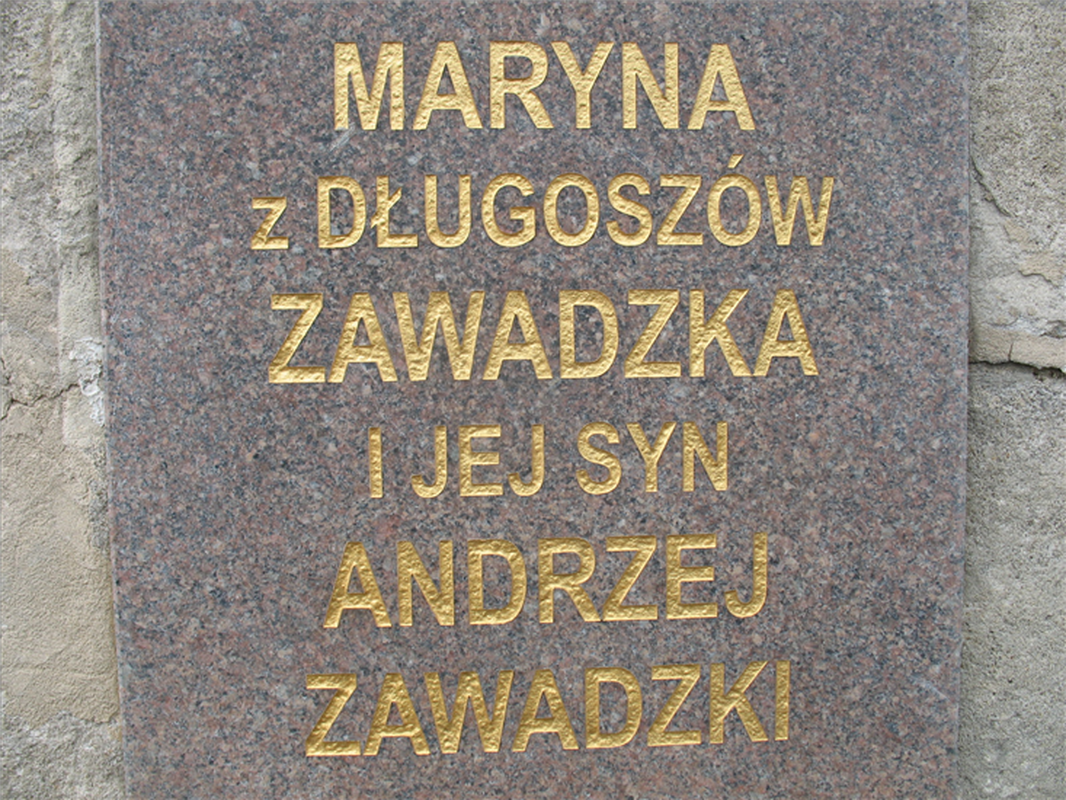 MARYNA
z DŁUGOSZÓW
ZAWADZKA
I JEJ SYN
ANDRZEJ
ZAWADZKI